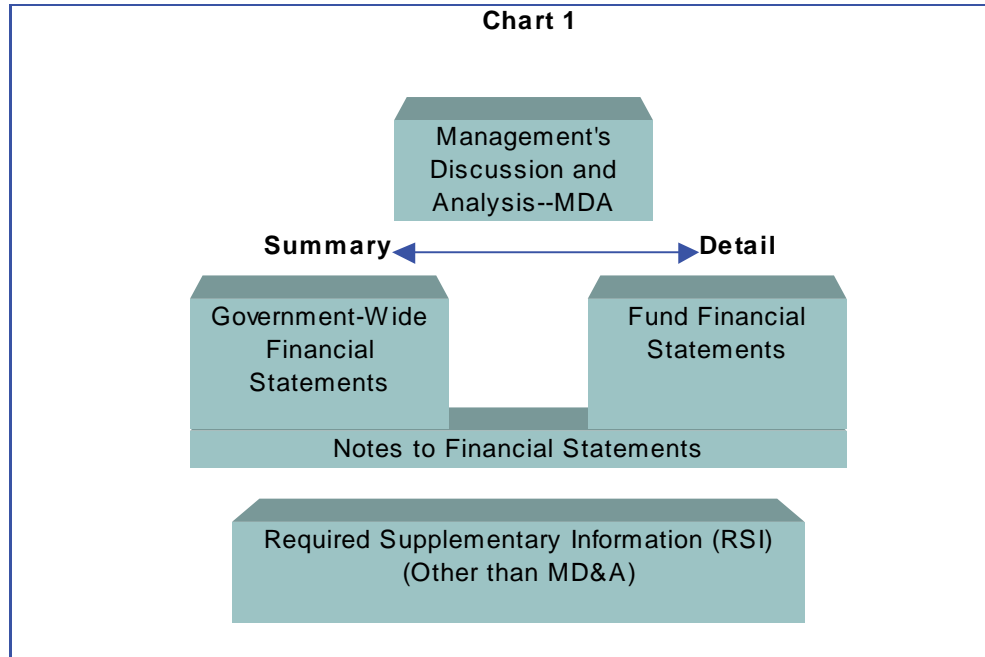 Chart 1
Management's
Discussion and
Analysis--MDA
Summary
Detail
Government-Wide
Financial
Statements
Fund Financial
Statements
Notes to Financial Statements
Required Supplementary Information (RSI)
(Other than MD&A)